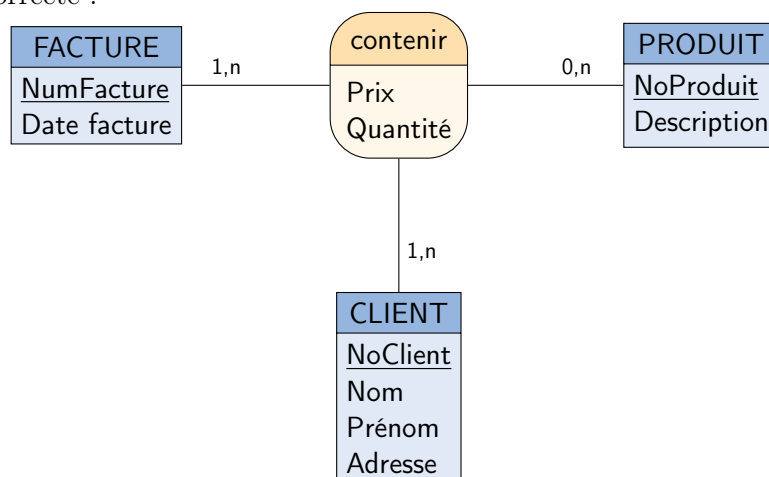 FACTURE
NumFacture
Date facture
1,n
contenir
Prix
Quantité
0,n
PRODUIT
NoProduit
Description
1,n
CLIENT
NoClient
Nom
Prénom
Adresse